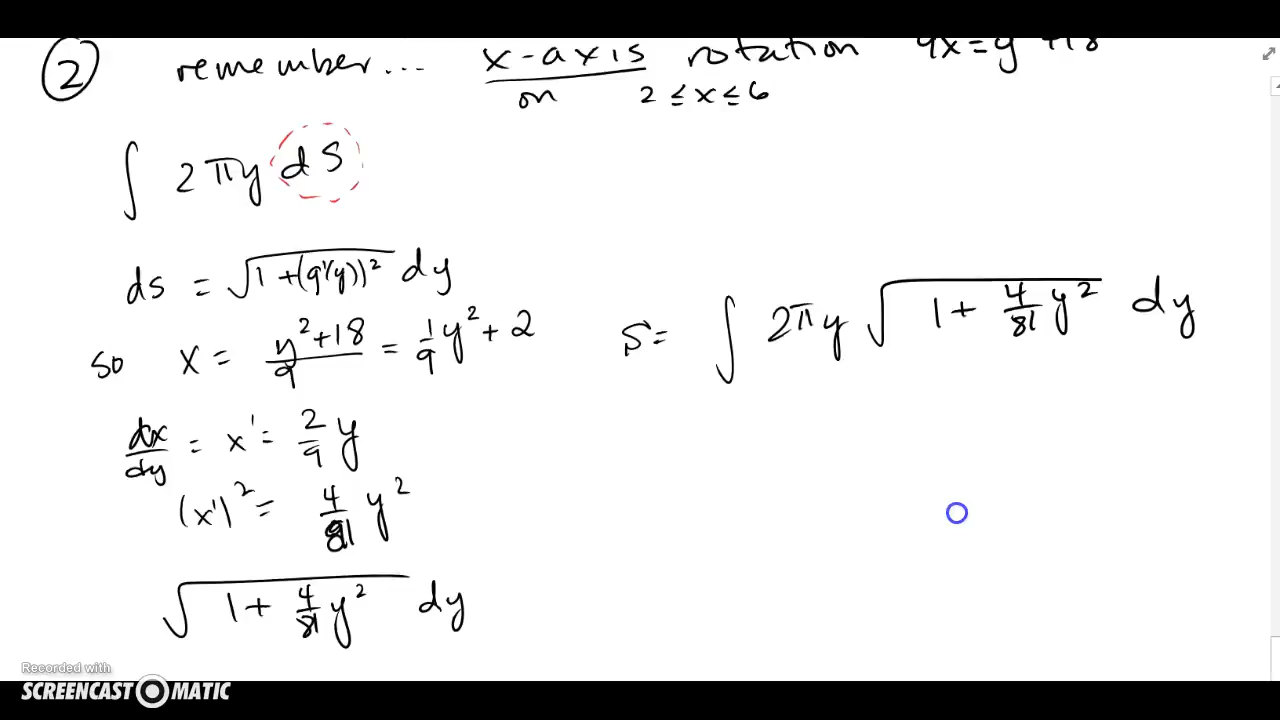 ② remember... x-axis rotation 9x=y²+18
on 2 ≤ x ≤ 6
∫ 2πy dS
ds = √(1+(g'(y))²) dy
S = ∫ 2πy √(1 + 4/81 y²) dy
so x = (y²+18)/9 = 1/9 y² + 2
dx/dy = x' = 2/9 y
(x')² = 4/81 y²
√(1 + 4/81 y²) dy
Recorded with
SCREENCAST-O-MATIC